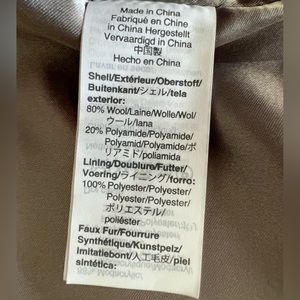 Made in China
Fabriqué en Chine
in China Hergestellt
Vervaardigd in China
中国製
Hecho en China
Shell/Extérieur/Oberstoff/
Buitenkant/シェル/tela
exterior:
80% Wool/Laine/Wolle/Wol/
ウール/lana
20% Polyamide/Polyamide/
Polyamid/Polyamide/ポ
リアミド/poliamida
Lining/Doublure/Futter/
Voering/ライニング/forro:
100% Polyester/Polyester/
Polyester/Polyester/
ポリエステル/
poliéster
Faux Fur/Fourrure
Synthétique/Kunstpelz/
Imitatiebont/人工毛皮/piel
sintética: